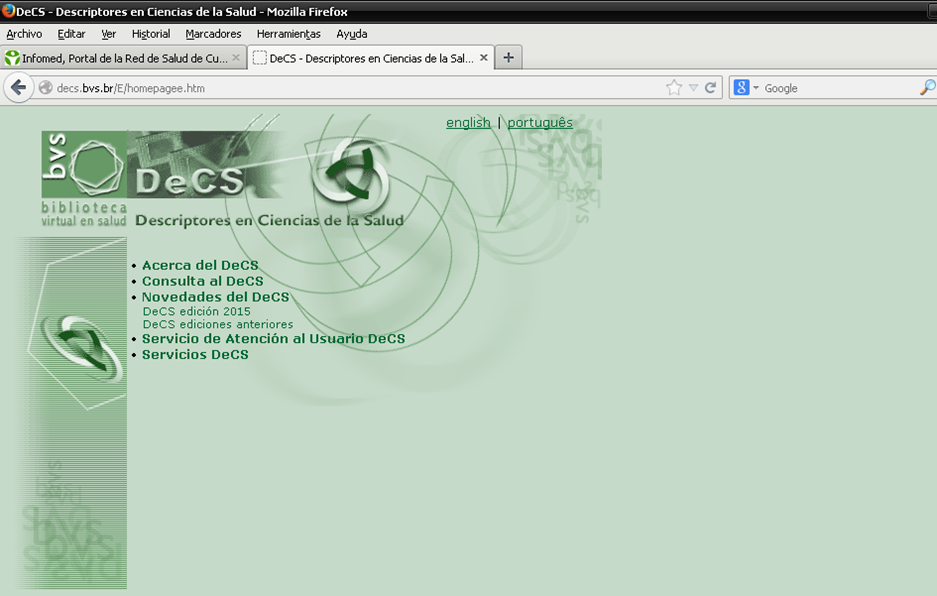 DeCS - Descriptores en Ciencias de la Salud - Mozilla Firefox
Archivo Editar Ver Historial Marcadores Herramientas Ayuda
Infomed, Portal de la Red de Salud de Cu... DeCS - Descriptores en Ciencias de la Sal...
decs.bvs.br/E/homepagee.htm Google
english | português
bvs
DeCS
biblioteca
virtual en salud
Descriptores en Ciencias de la Salud
• Acerca del DeCS
• Consulta al DeCS
• Novedades del DeCS
DeCS edición 2015
DeCS ediciones anteriores
• Servicio de Atención al Usuario DeCS
• Servicios DeCS